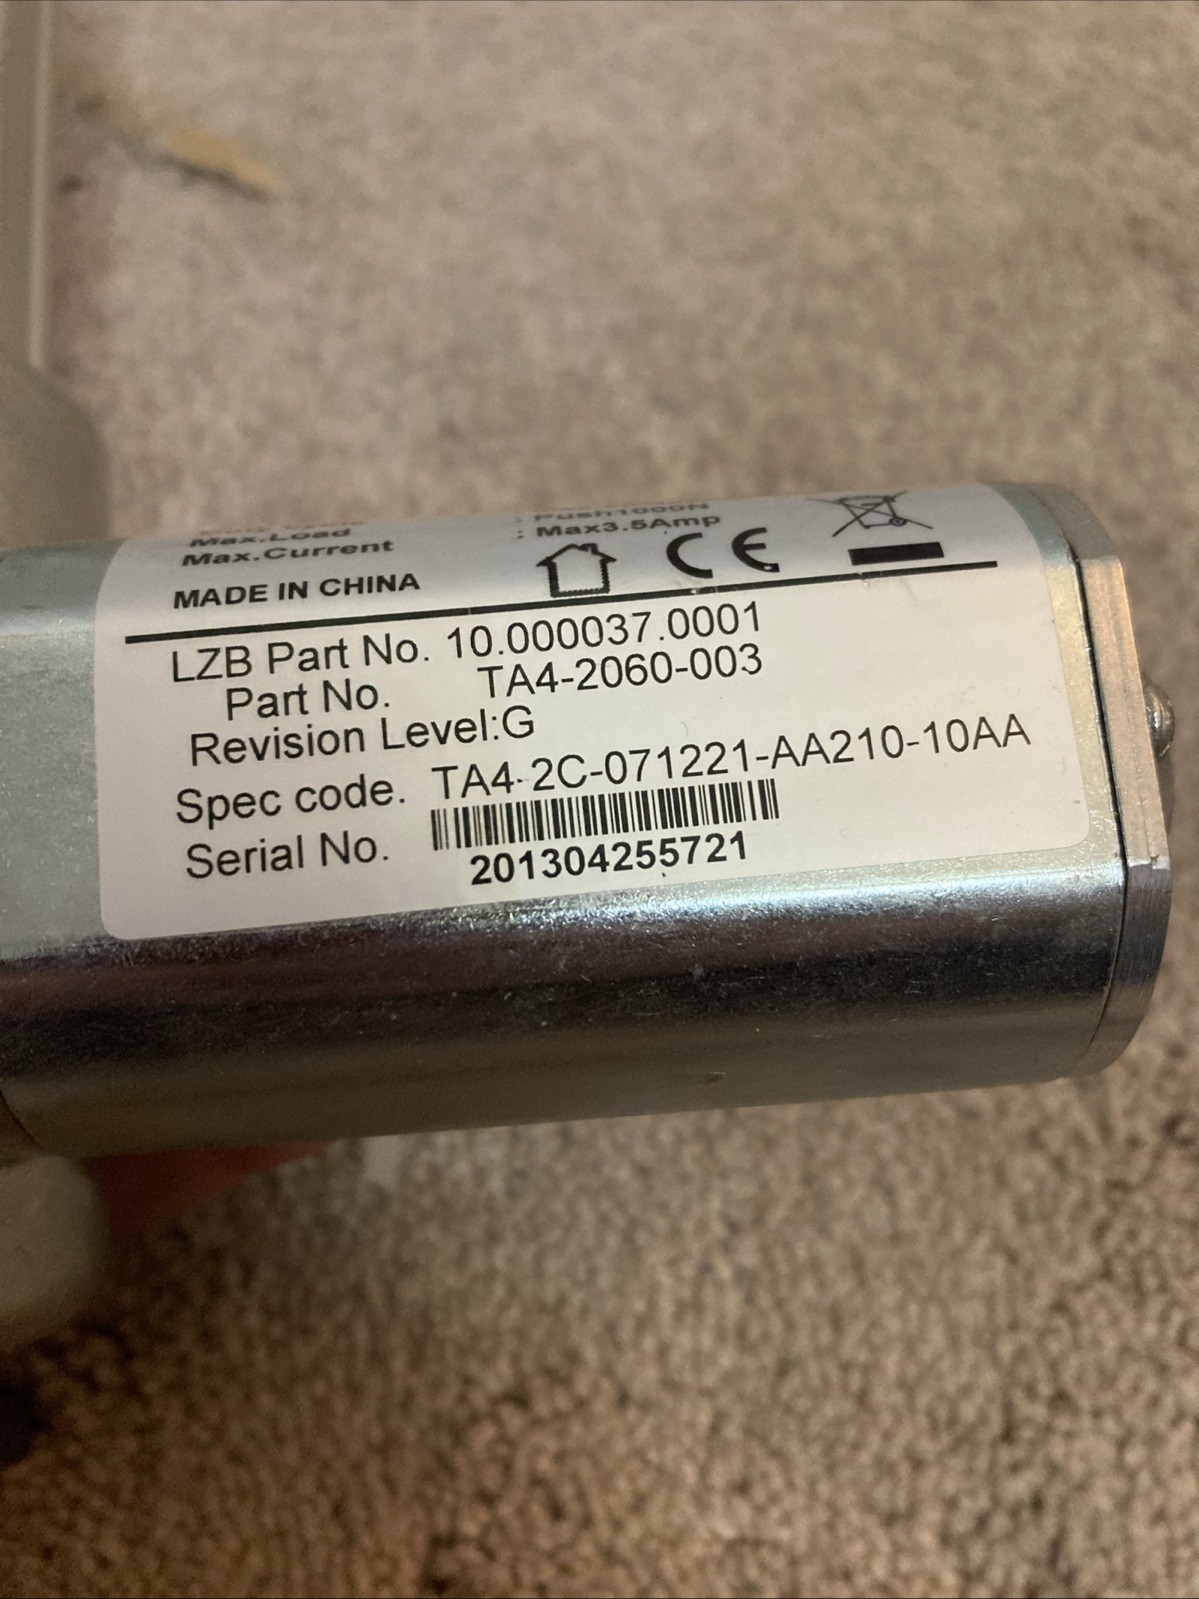 Max.Load : Push1000N
Max.Current : Max3.5Amp
MADE IN CHINA CE
LZB Part No. 10.000037.0001
Part No. TA4-2060-003
Revision Level:G
Spec code. TA4-2C-071221-AA210-10AA
Serial No.
201304255721